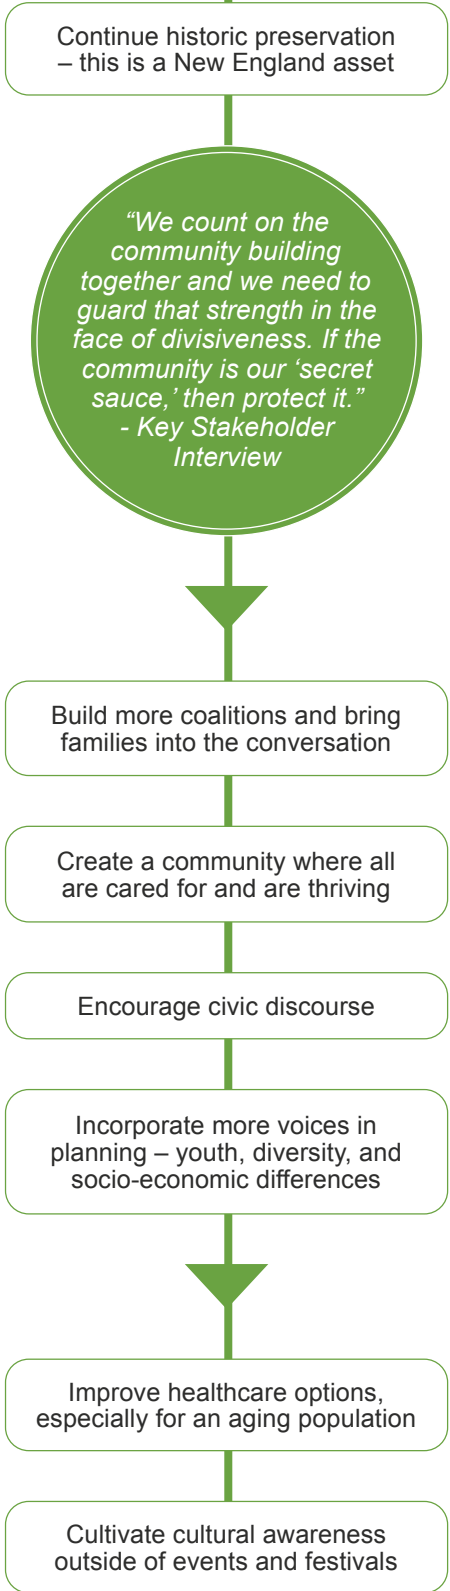 Continue historic preservation
– this is a New England asset
“We count on the
community building
together and we need to
guard that strength in the
face of divisiveness. If the
community is our ‘secret
sauce,’ then protect it.”
- Key Stakeholder
Interview
Build more coalitions and bring
families into the conversation
Create a community where all
are cared for and are thriving
Encourage civic discourse
Incorporate more voices in
planning – youth, diversity, and
socio-economic differences
Improve healthcare options,
especially for an aging population
Cultivate cultural awareness
outside of events and festivals